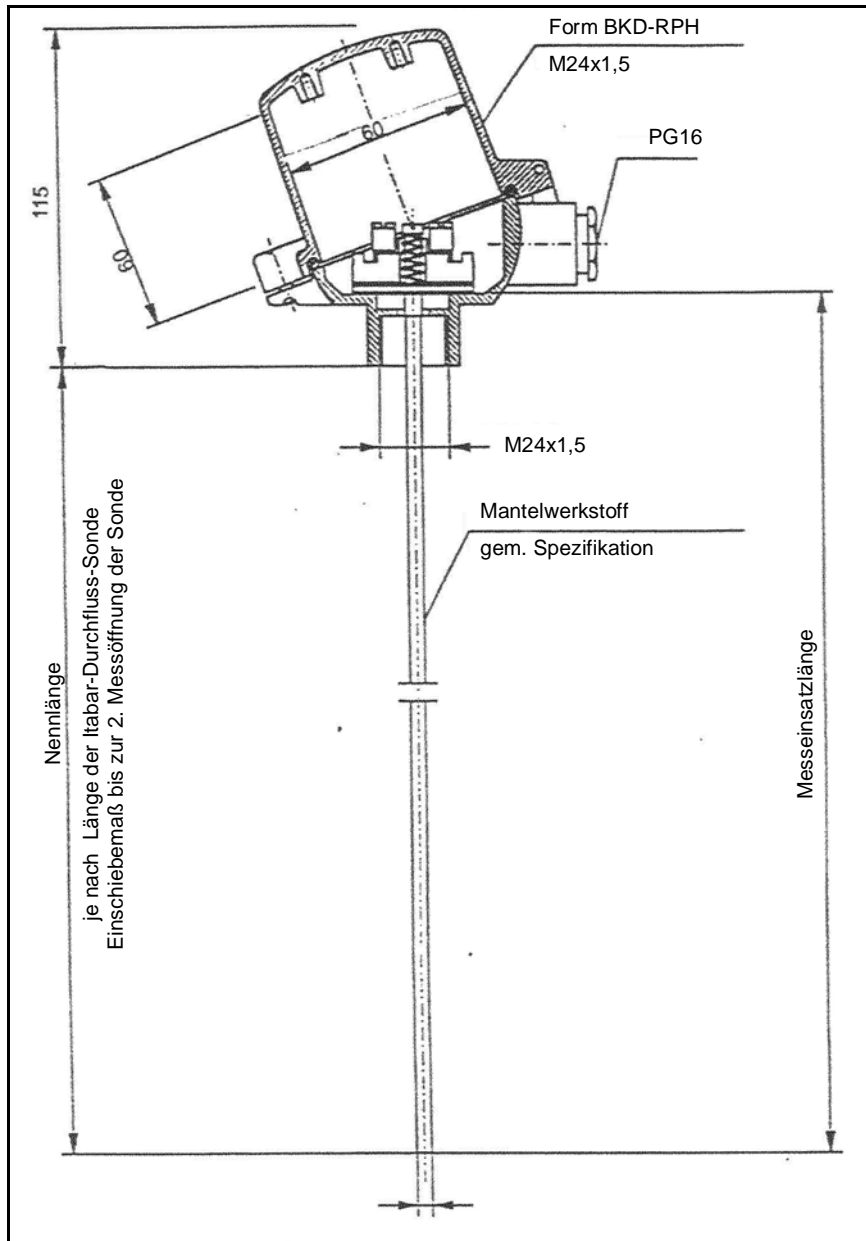 Form BKD-RPH
M24x1,5
PG16
115
60
60
M24x1,5
Mantelwerkstoff
gem. Spezifikation
Nennlänge
je nach Länge der Itabar-Durchfluss-Sonde
Einschiebemaß bis zur 2. Messöffnung der Sonde
Messeinsatzlänge